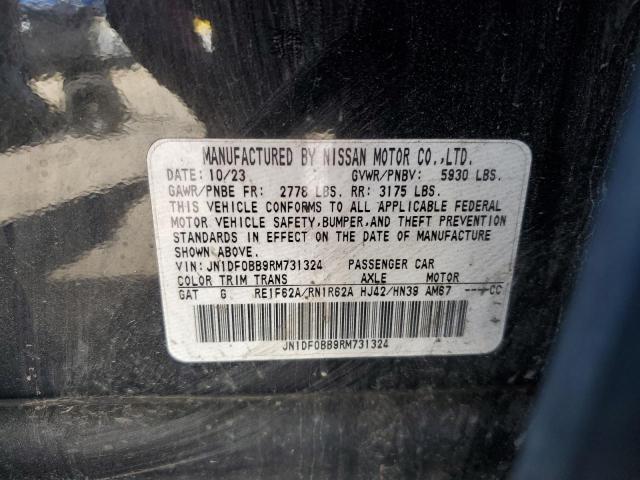 MANUFACTURED BY NISSAN MOTOR CO.,LTD.
DATE: 10/23 GVWR/PNBV: 5930 LBS.
GAWR/PNBE FR: 2778 LBS. RR: 3175 LBS.
THIS VEHICLE CONFORMS TO ALL APPLICABLE FEDERAL
MOTOR VEHICLE SAFETY, BUMPER, AND THEFT PREVENTION
STANDARDS IN EFFECT ON THE DATE OF MANUFACTURE
SHOWN ABOVE.
VIN: JN1DF0BB9RM731324 PASSENGER CAR
COLOR TRIM TRANS AXLE MOTOR
GAT G RE1F62A/RN1R62A HJ42/HN39 AM67 ----CC
JN1DF0BB9RM731324